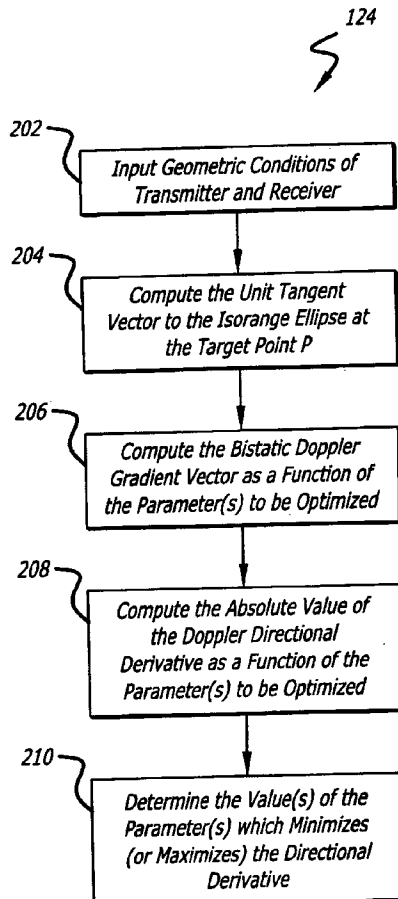 124
202
Input Geometric Conditions of
Transmitter and Receiver
204
Compute the Unit Tangent
Vector to the Isorange Ellipse at
the Target Point P
206
Compute the Bistatic Doppler
Gradient Vector as a Function of
the Parameter(s) to be Optimized
208
Compute the Absolute Value of
the Doppler Directional
Derivative as a Function of the
Parameter(s) to be Optimized
210
Determine the Value(s) of the
Parameter(s) which Minimizes
(or Maximizes) the Directional
Derivative